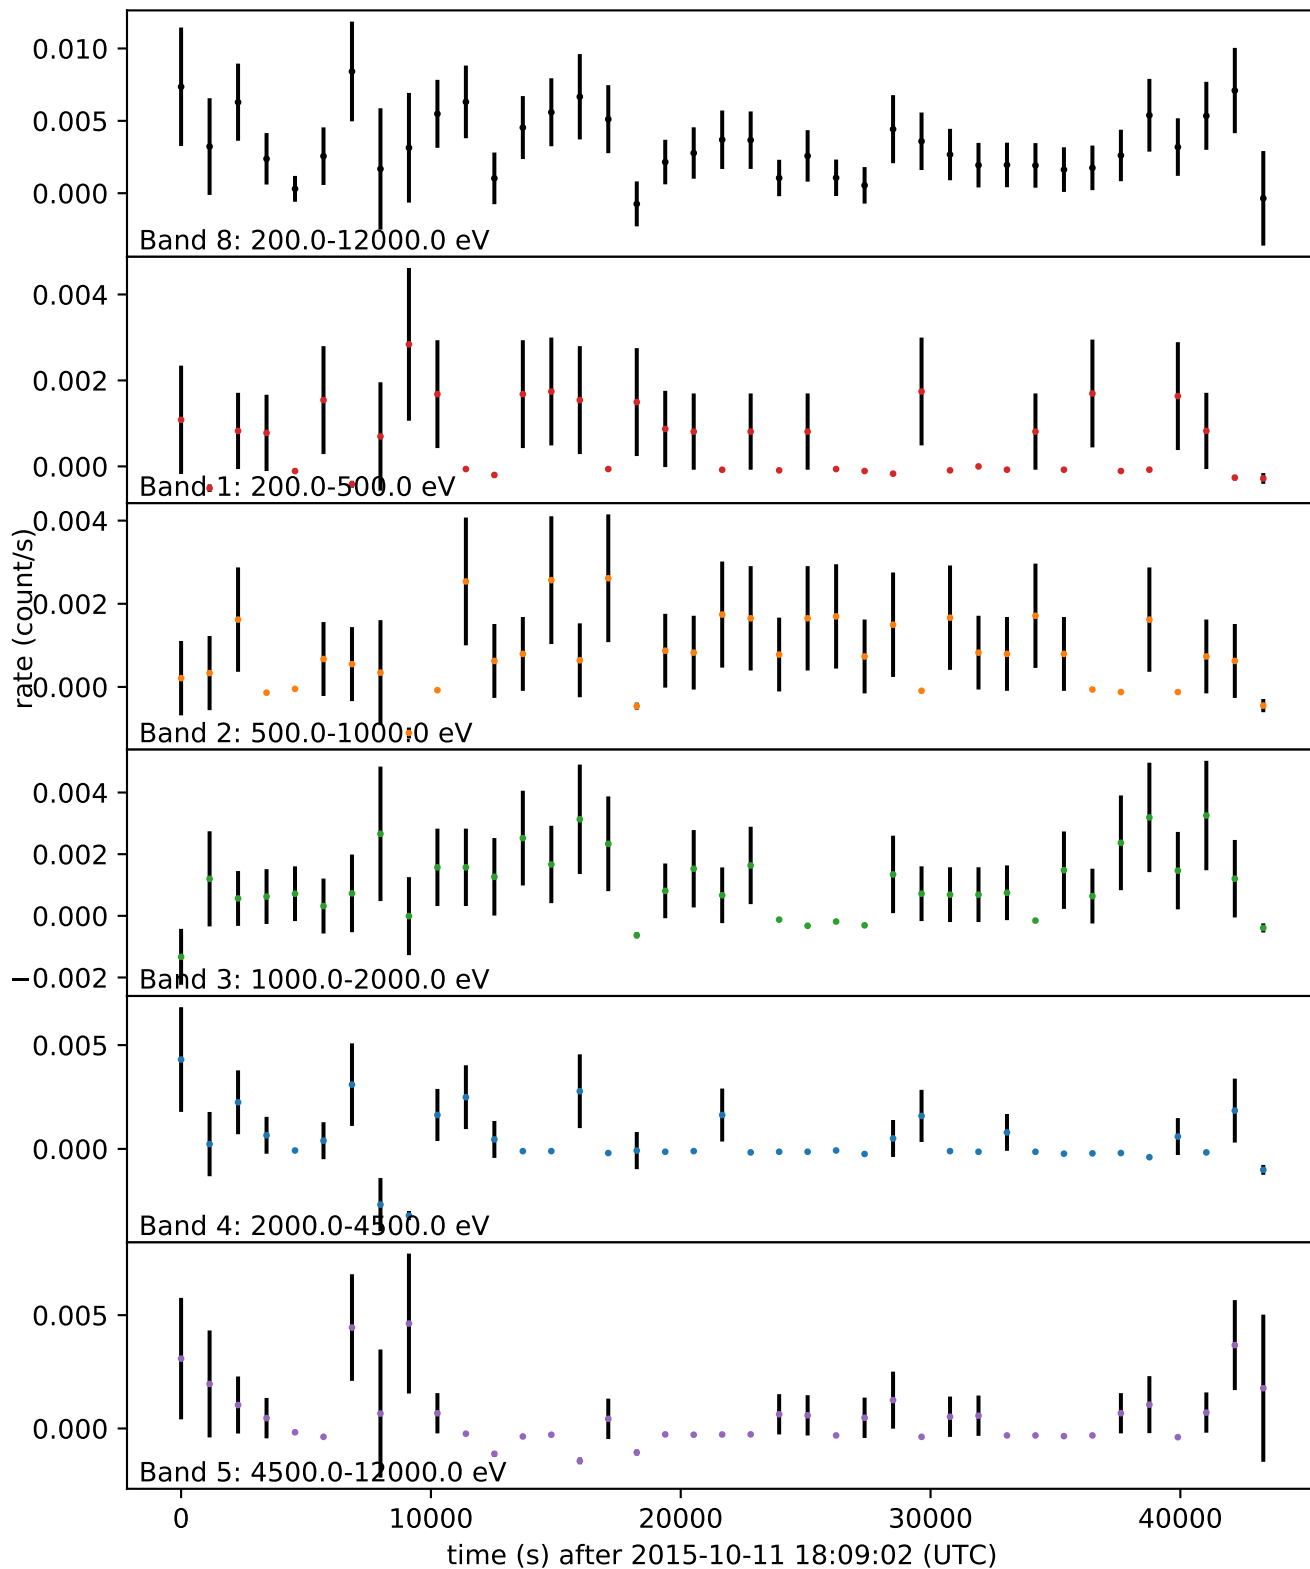 0.010
0.005
0.000
Band 8: 200.0-12000.0 eV
0.004
0.002
0.000
Band 1: 200.0-500.0 eV
rate (count/s)
0.004
0.002
0.000
Band 2: 500.0-1000.0 eV
0.004
0.002
0.000
−0.002
Band 3: 1000.0-2000.0 eV
0.005
0.000
Band 4: 2000.0-4500.0 eV
0.005
0.000
Band 5: 4500.0-12000.0 eV
0 10000 20000 30000 40000
time (s) after 2015-10-11 18:09:02 (UTC)